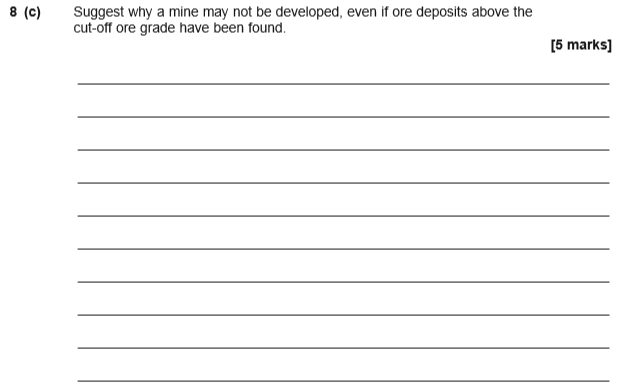 8 (c) Suggest why a mine may not be developed, even if ore deposits above the
cut-off ore grade have been found.
[5 marks]